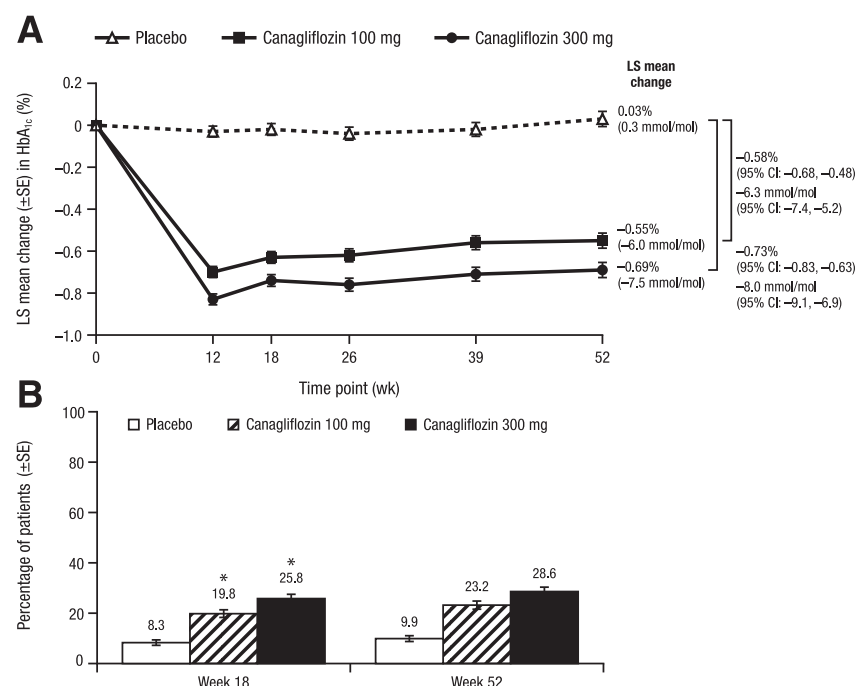 A
Placebo
Canagliflozin 100 mg
Canagliflozin 300 mg
LS mean
change
LS mean change (±SE) in HbA1c (%)
0.2
0
–0.2
–0.4
–0.6
–0.8
–1.0
0.03%
(0.3 mmol/mol)
–0.55%
(–6.0 mmol/mol)
–0.69%
(–7.5 mmol/mol)
–0.58%
(95% CI: –0.68, –0.48)
–6.3 mmol/mol
(95% CI: –7.4, –5.2)
–0.73%
(95% CI: –0.83, –0.63)
–8.0 mmol/mol
(95% CI: –9.1, –6.9)
0 12 18 26 39 52
Time point (wk)
B
Placebo
Canagliflozin 100 mg
Canagliflozin 300 mg
Percentage of patients (±SE)
100
80
60
40
20
0
8.3
*
19.8
*
25.8
9.9
23.2
28.6
Week 18
Week 52